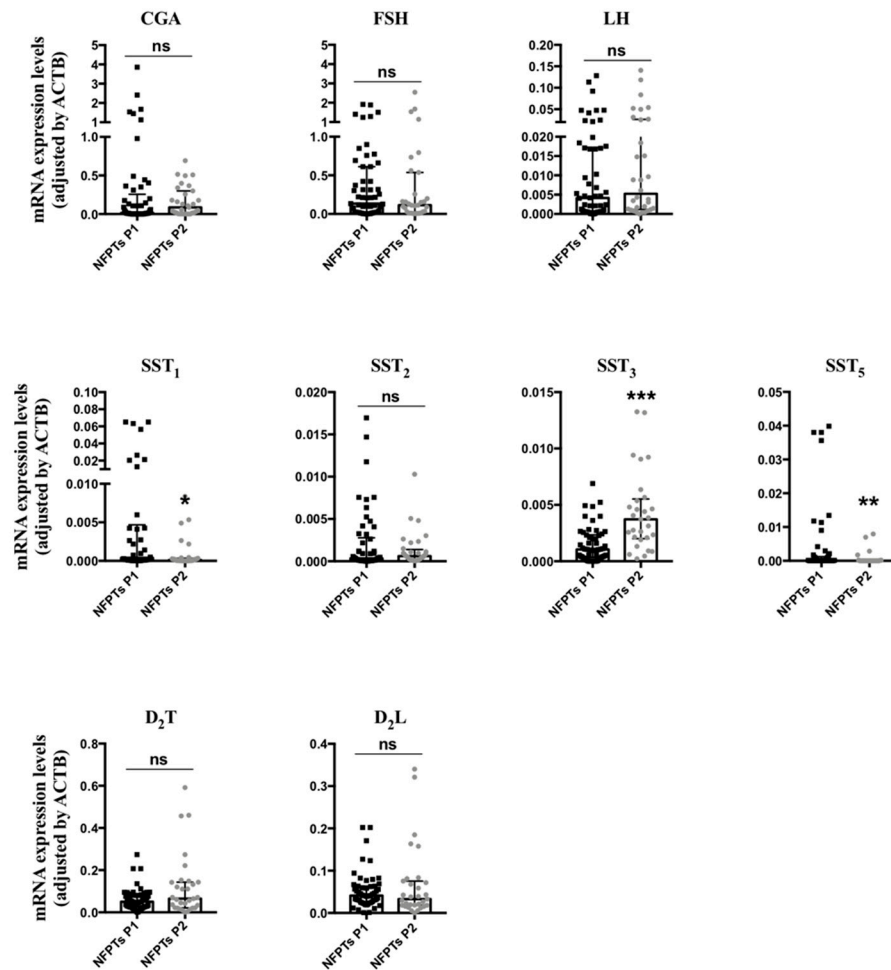 CGA
FSH
LH
mRNA expression levels
(adjusted by ACTB)
5
4
3
2
1
1.0
0.5
0.0
ns
NFPTs P1
NFPTs P2
5
4
3
2
1
1.0
0.5
0.0
ns
NFPTs P1
NFPTs P2
0.20
0.15
0.10
0.05
0.020
0.015
0.010
0.005
0.000
ns
NFPTs P1
NFPTs P2
SST1
SST2
SST3
SST5
mRNA expression levels
(adjusted by ACTB)
0.10
0.08
0.06
0.04
0.02
0.010
0.005
0.000
*
NFPTs P1
NFPTs P2
0.020
0.015
0.010
0.005
0.000
ns
NFPTs P1
NFPTs P2
0.015
0.010
0.005
0.000
***
NFPTs P1
NFPTs P2
0.05
0.04
0.03
0.02
0.01
0.00
**
NFPTs P1
NFPTs P2
D2T
D2L
mRNA expression levels
(adjusted by ACTB)
0.8
0.6
0.4
0.2
0.0
ns
NFPTs P1
NFPTs P2
0.4
0.3
0.2
0.1
0.0
ns
NFPTs P1
NFPTs P2